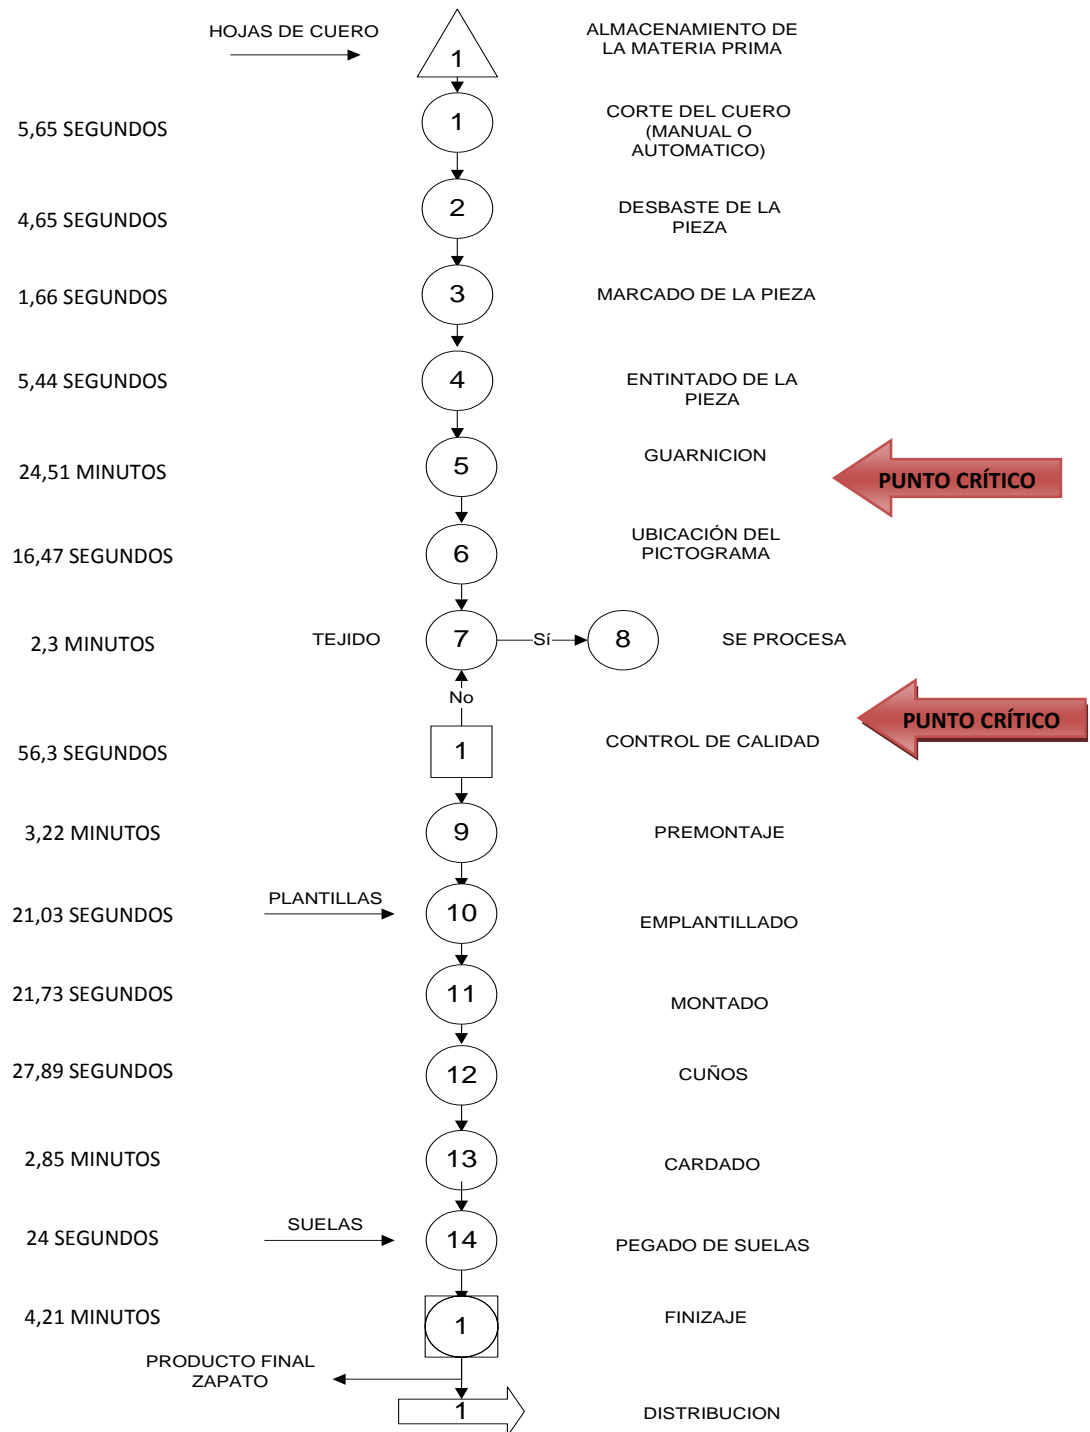 HOJAS DE CUERO
1
ALMACENAMIENTO DE
LA MATERIA PRIMA
5,65 SEGUNDOS
1
CORTE DEL CUERO
(MANUAL O
AUTOMATICO)
4,65 SEGUNDOS
2
DESBASTE DE LA
PIEZA
1,66 SEGUNDOS
3
MARCADO DE LA PIEZA
5,44 SEGUNDOS
4
ENTINTADO DE LA
PIEZA
24,51 MINUTOS
5
GUARNICION
PUNTO CRÍTICO
16,47 SEGUNDOS
6
UBICACIÓN DEL
PICTOGRAMA
2,3 MINUTOS
TEJIDO
7
Sí
8
SE PROCESA
No
PUNTO CRÍTICO
56,3 SEGUNDOS
1
CONTROL DE CALIDAD
3,22 MINUTOS
9
PREMONTAJE
21,03 SEGUNDOS
PLANTILLAS
10
EMPLANTILLADO
21,73 SEGUNDOS
11
MONTADO
27,89 SEGUNDOS
12
CUÑOS
2,85 MINUTOS
13
CARDADO
24 SEGUNDOS
SUELAS
14
PEGADO DE SUELAS
4,21 MINUTOS
1
FINIZAJE
PRODUCTO FINAL
ZAPATO
1
DISTRIBUCION